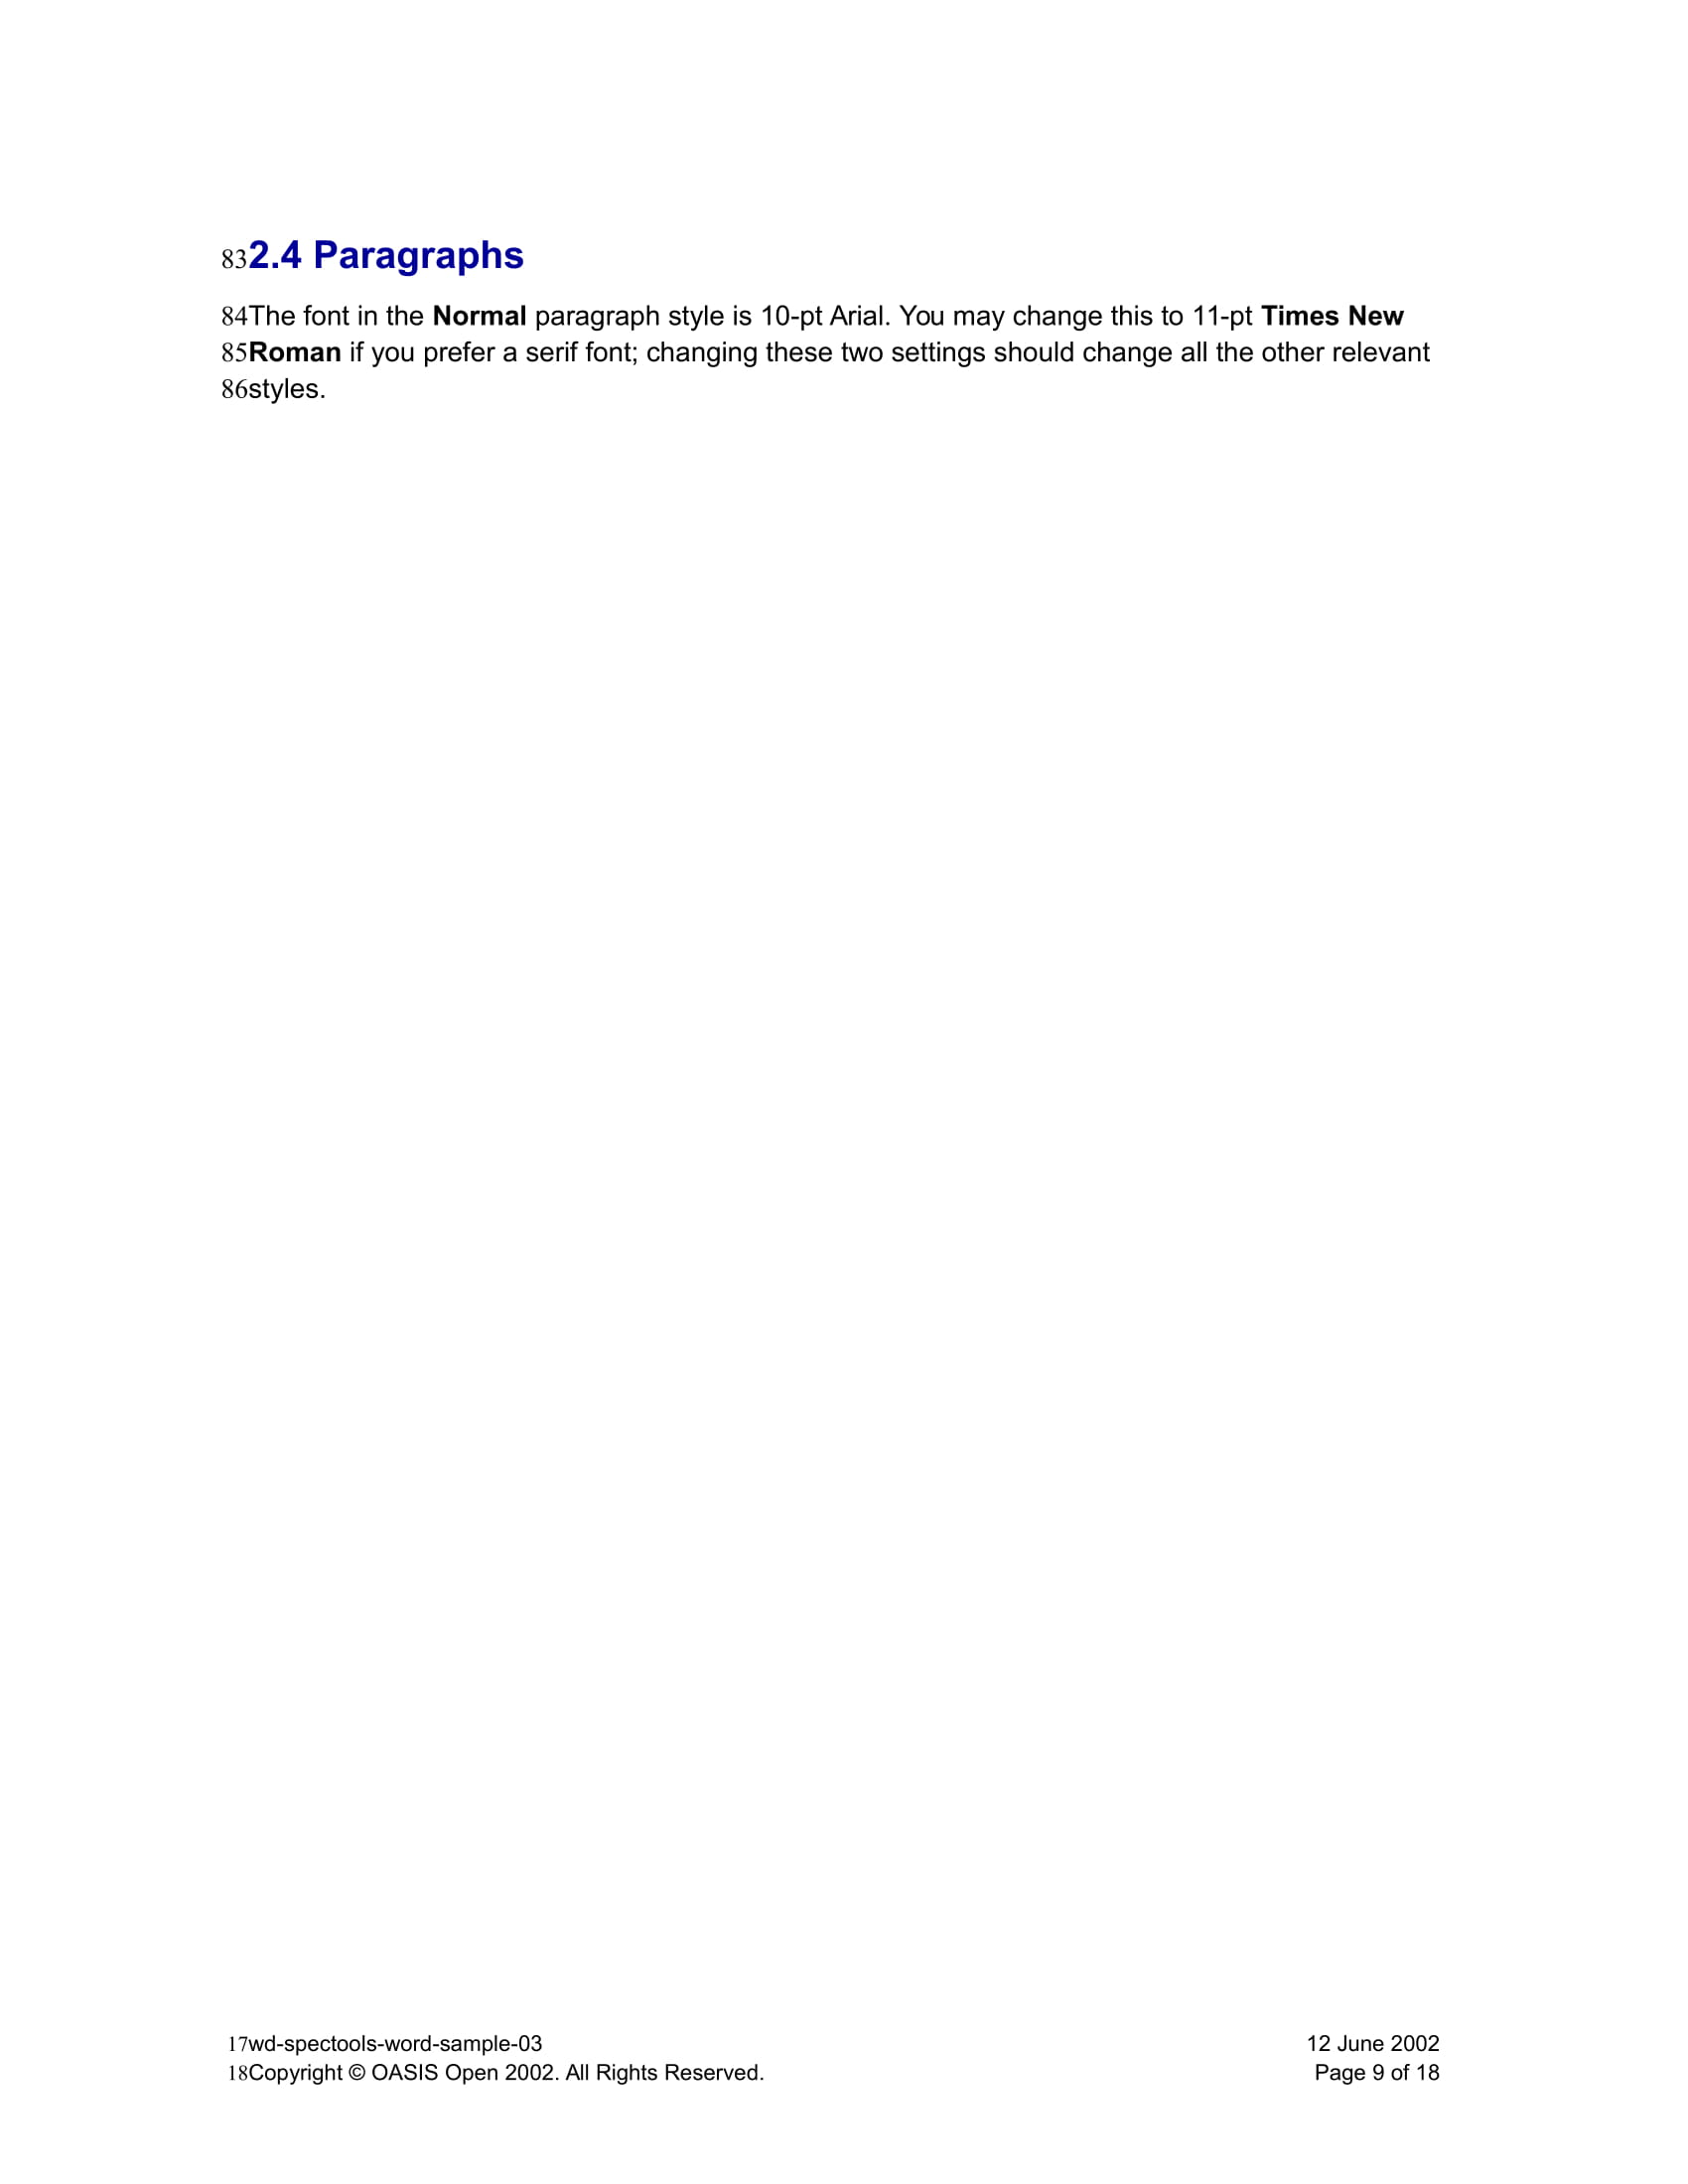 832.4 Paragraphs
84The font in the Normal paragraph style is 10-pt Arial. You may change this to 11-pt Times New
85Roman if you prefer a serif font; changing these two settings should change all the other relevant
86styles.
17wd-spectools-word-sample-03 12 June 2002
18Copyright © OASIS Open 2002. All Rights Reserved. Page 9 of 18